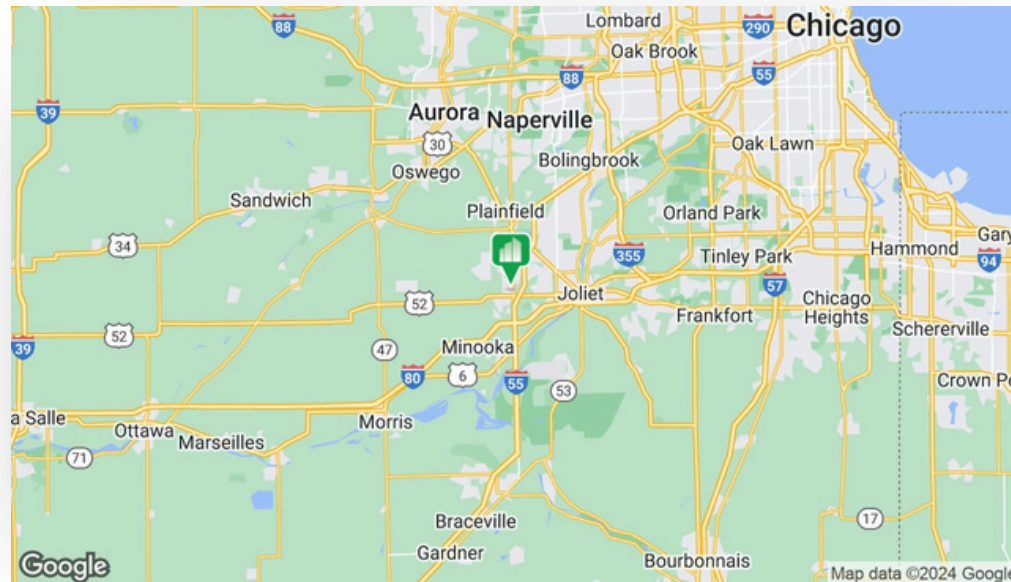 Lombard
290
Chicago
88
Oak Brook
88
55
39
Aurora
Naperville
30
Oak Lawn
Oswego
Bolingbrook
Sandwich
Plainfield
Orland Park
34
355
Tinley Park
Hammond
Gary
94
52
Joliet
57
52
Frankfort
Chicago
Heights
Schererville
39
47
Minooka
80
6
55
53
Crown Po
a Salle
Ottawa
Marseilles
Morris
71
Braceville
17
Gardner
Bourbonnais
Google
Map data ©2024 Google